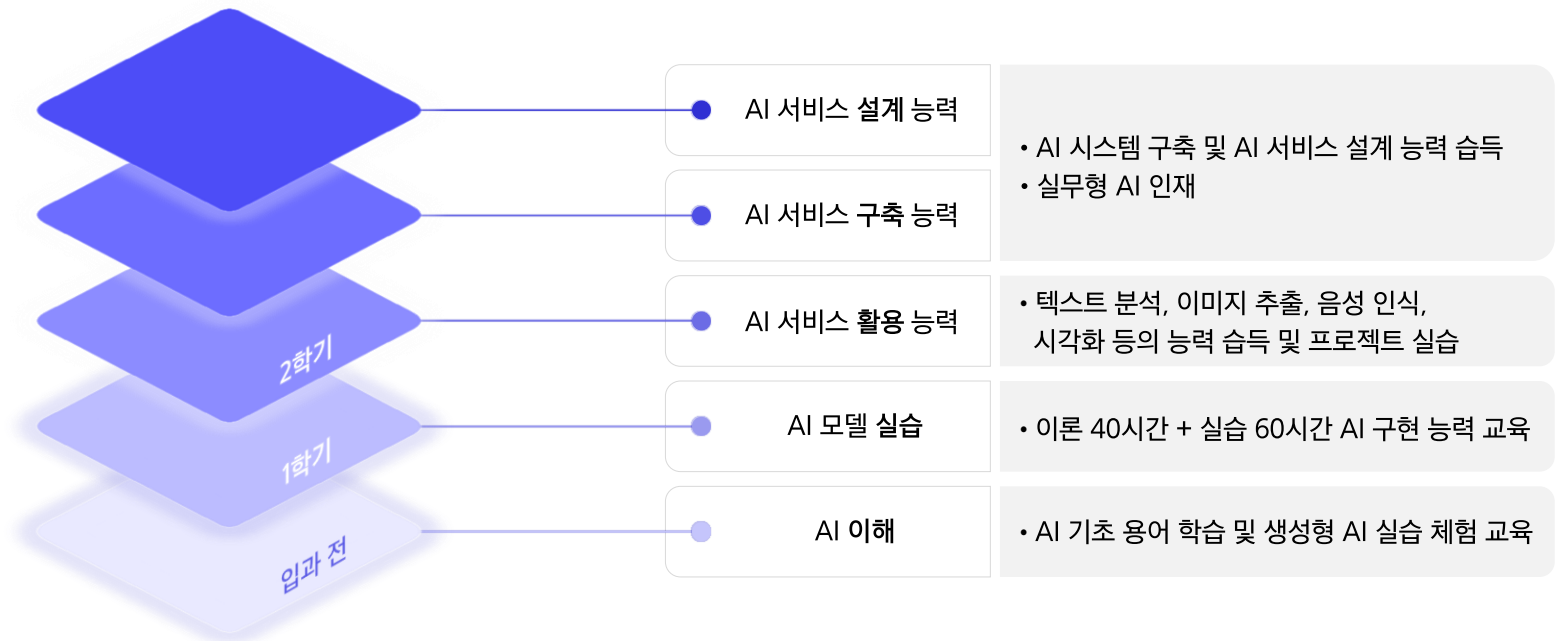 AI 서비스 설계 능력
• AI 시스템 구축 및 AI 서비스 설계 능력 습득
• 실무형 AI 인재
AI 서비스 구축 능력
2학기
AI 서비스 활용 능력
• 텍스트 분석, 이미지 추출, 음성 인식,
시각화 등의 능력 습득 및 프로젝트 실습
1학기
AI 모델 실습
• 이론 40시간 + 실습 60시간 AI 구현 능력 교육
입과 전
AI 이해
• AI 기초 용어 학습 및 생성형 AI 실습 체험 교육